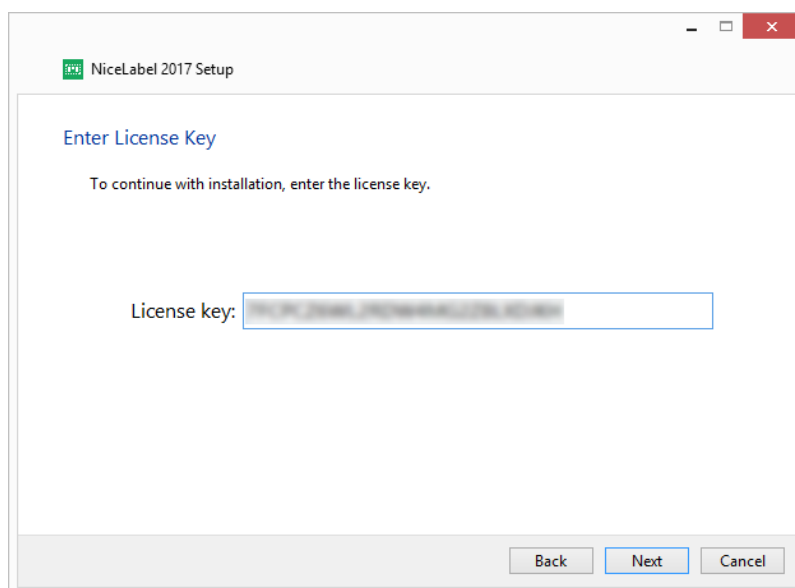 NiceLabel 2017 Setup
Enter License Key
To continue with installation, enter the license key.
License key:
Back Next Cancel